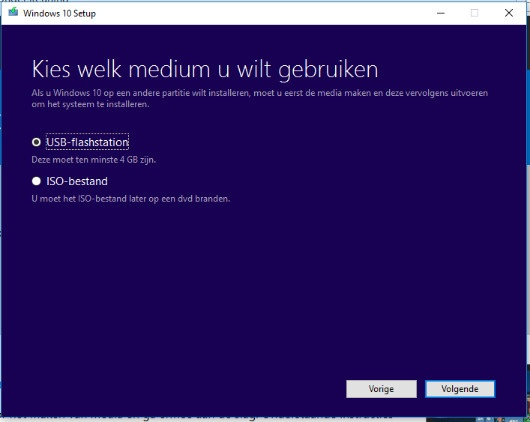 Windows 10 Setup
Kies welk medium u wilt gebruiken
Als u Windows 10 op een andere partitie wilt installeren, moet u eerst de media maken en deze vervolgens uitvoeren
om het systeem te installeren.
USB-flashstation
Deze moet ten minste 4 GB zijn.
ISO-bestand
U moet het ISO-bestand later op een dvd branden.
Vorige
Volgende